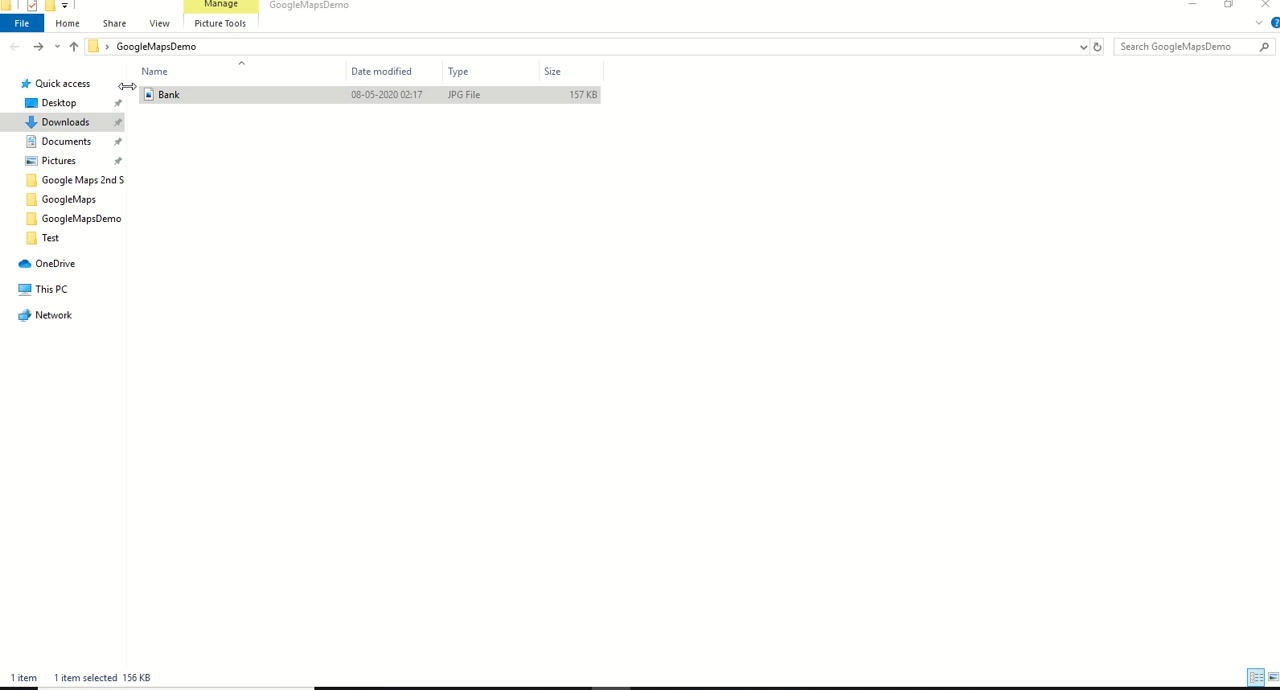 Manage GoogleMapsDemo
File Home Share View Picture Tools
GoogleMapsDemo Search GoogleMapsDemo
Name Date modified Type Size
Quick access
Bank 08-05-2020 02:17 JPG File 157 KB
Desktop
Downloads
Documents
Pictures
Google Maps 2nd S
GoogleMaps
GoogleMapsDemo
Test
OneDrive
This PC
Network
1 item 1 item selected 156 KB